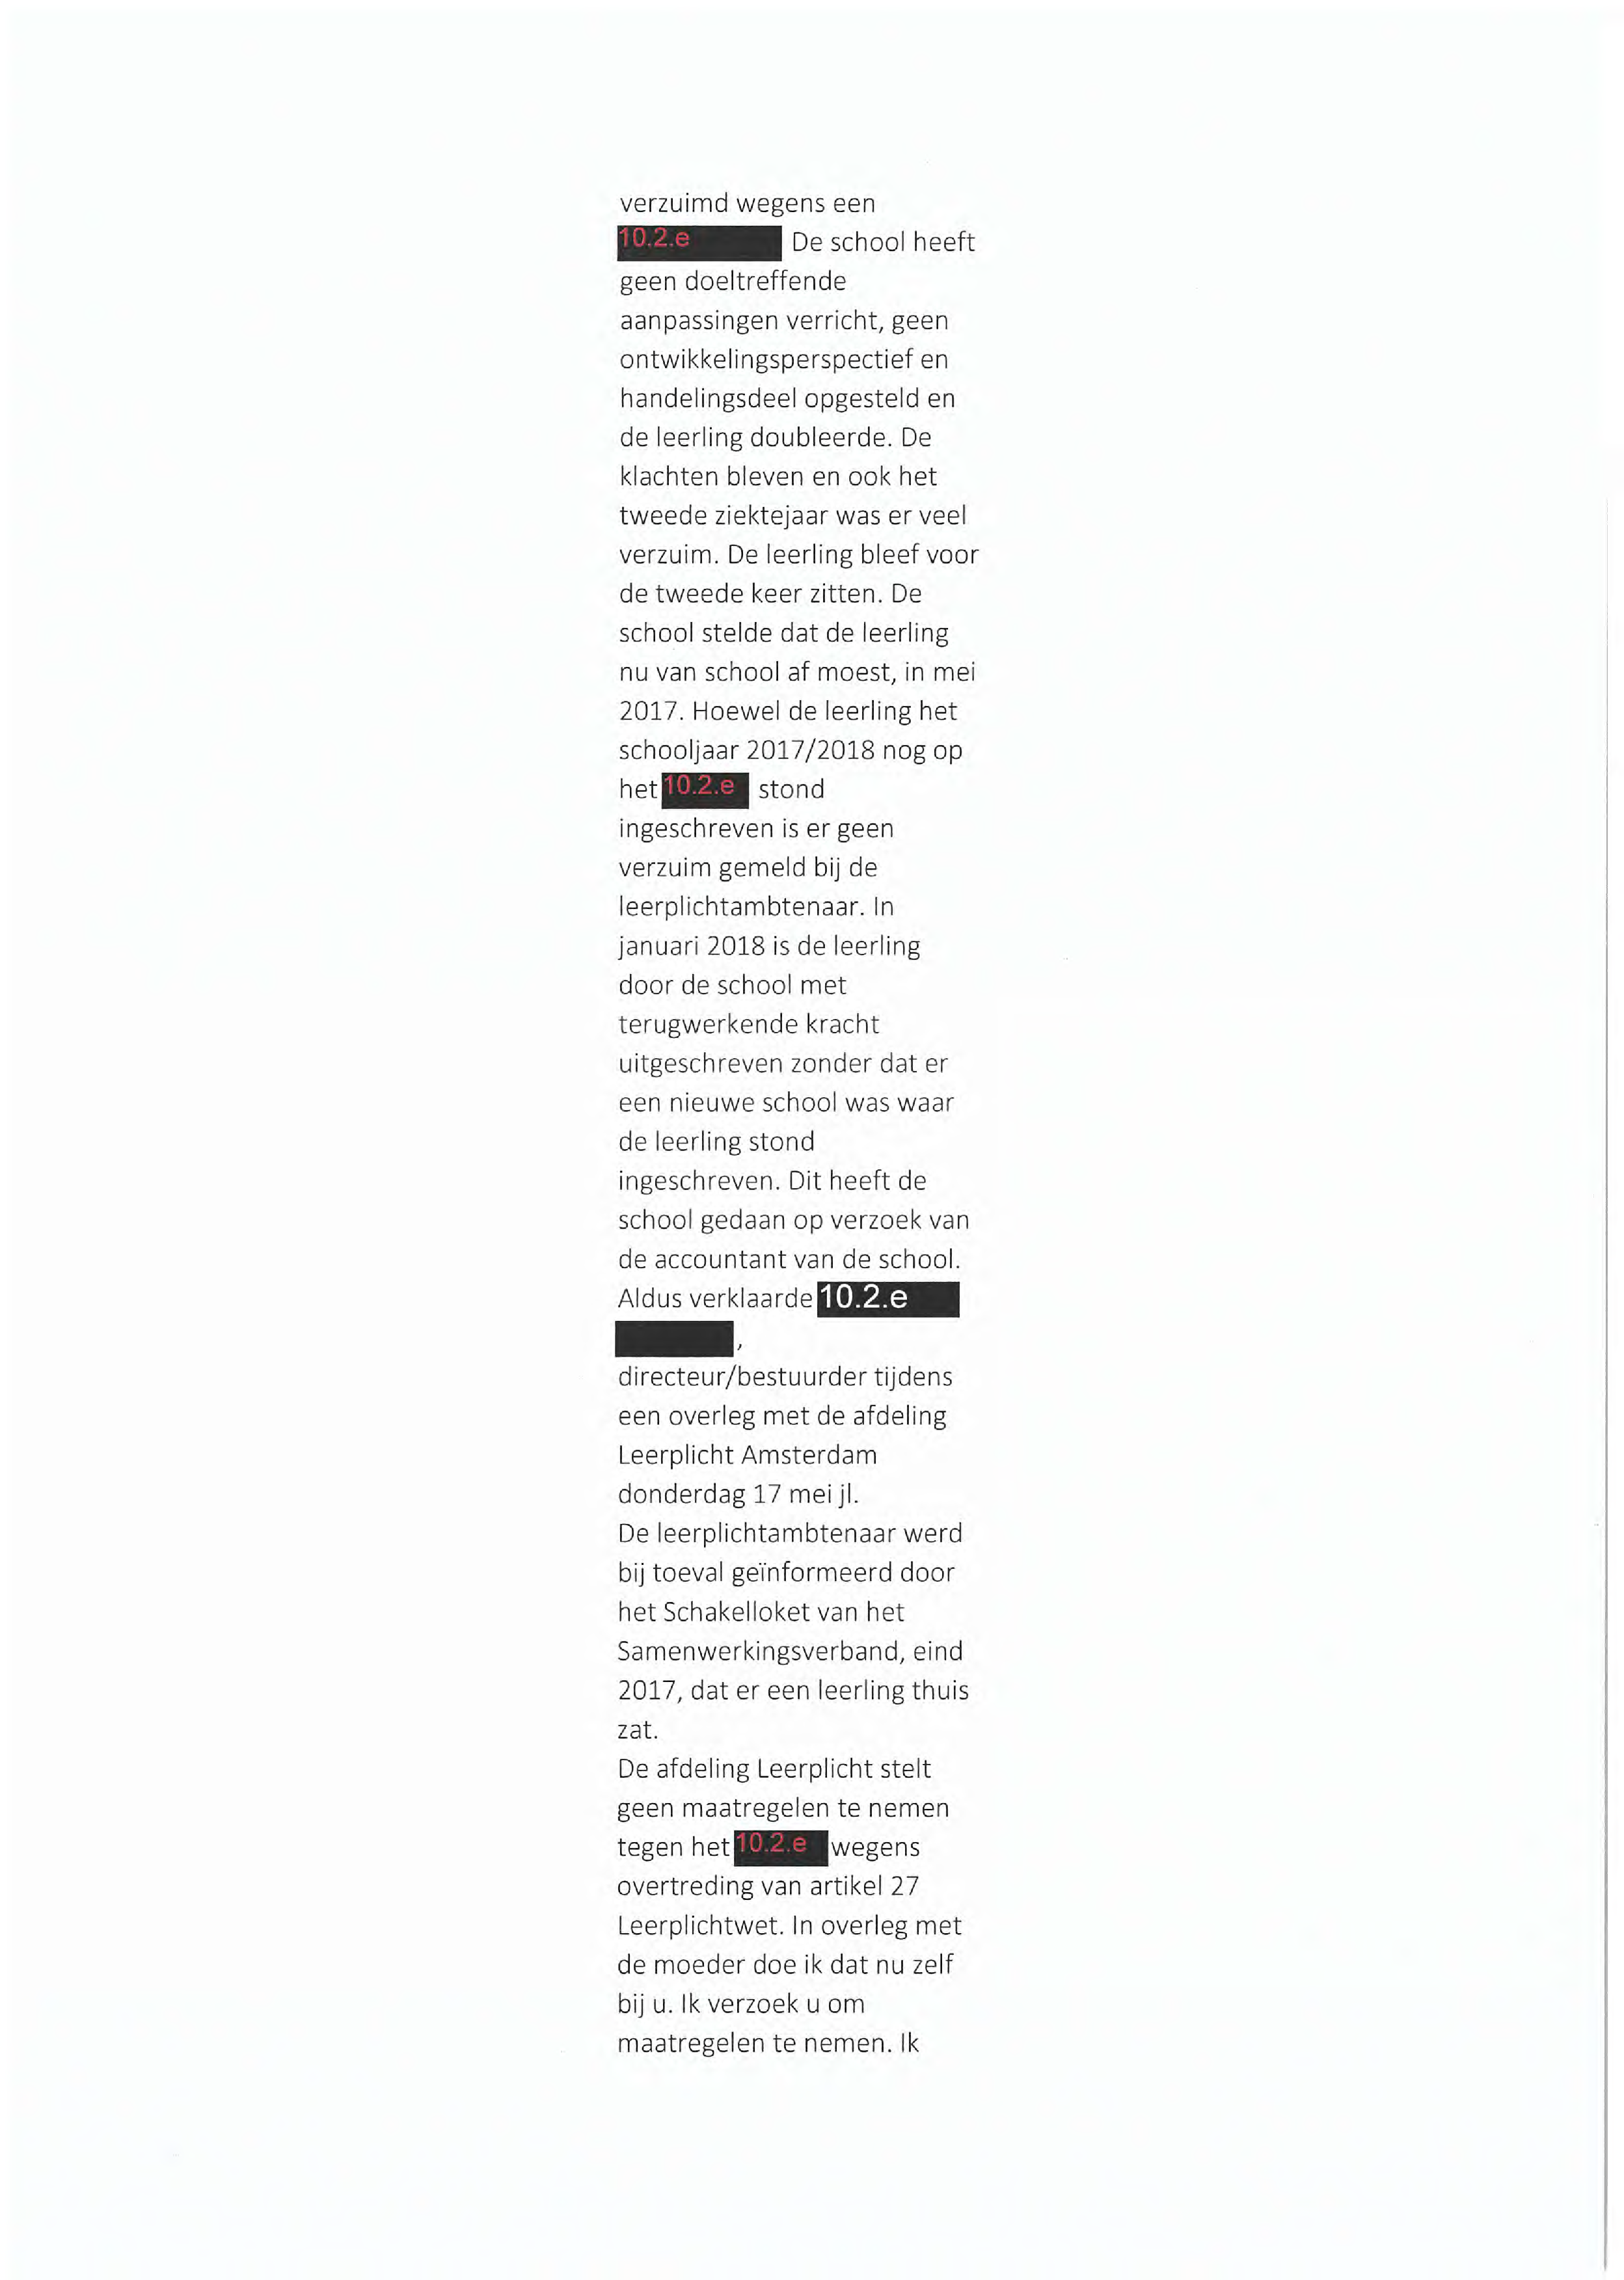 verzuimd wegens een
10.2.e De school heeft
geen doeltreffende
aanpassingen verricht, geen
ontwikkelingsperspectief en
handelingsdeel opgesteld en
de leerling doubleerde. De
klachten bleven en ook het
tweede ziektejaar was er veel
verzuim. De leerling bleef voor
de tweede keer zitten. De
school stelde dat de leerling
nu van school af moest, in mei
2017. Hoewel de leerling het
schooljaar 2017/2018 nog op
het 10.2.e stond
ingeschreven is er geen
verzuim gemeld bij de
leerplichtambtenaar. In
januari 2018 is de leerling
door de school met
terugwerkende kracht
uitgeschreven zonder dat er
een nieuwe school was waar
de leerling stond
ingeschreven. Dit heeft de
school gedaan op verzoek van
de accountant van de school.
Aldus verklaarde 10.2.e
,
directeur/bestuurder tijdens
een overleg met de afdeling
Leerplicht Amsterdam
donderdag 17 mei jl.
De leerplichtambtenaar werd
bij toeval geïnformeerd door
het Schakelloket van het
Samenwerkingsverband, eind
2017, dat er een leerling thuis
zat.
De afdeling Leerplicht stelt
geen maatregelen te nemen
tegen het 10.2.e wegens
overtreding van artikel 27
Leerplichtwet. In overleg met
de moeder doe ik dat nu zelf
bij u. Ik verzoek u om
maatregelen te nemen. Ik